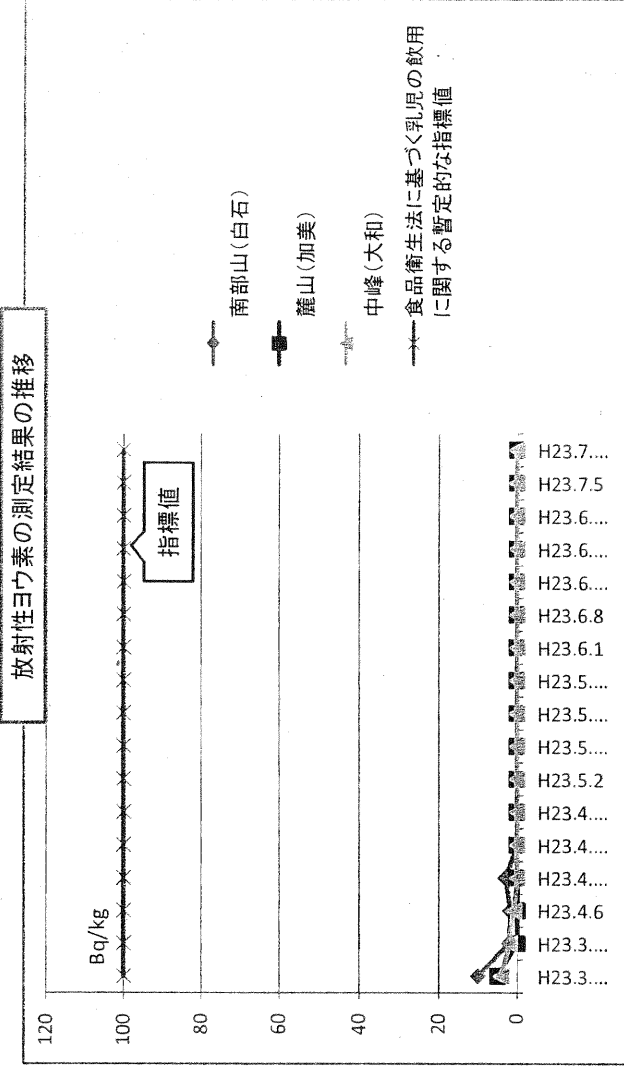 放射性ヨウ素の測定結果の推移
120
100
80
60
40
20
0
Bq/kg
指標値
H23.3....
H23.3....
H23.4.6
H23.4....
H23.4....
H23.4....
H23.5.2
H23.5....
H23.5....
H23.5....
H23.6.1
H23.6.8
H23.6....
H23.6....
H23.6....
H23.7.5
H23.7....
南部山(白石)
麓山(加美)
中峰(大和)
食品衛生法に基づく乳児の飲用
に関する暫定的な指標値